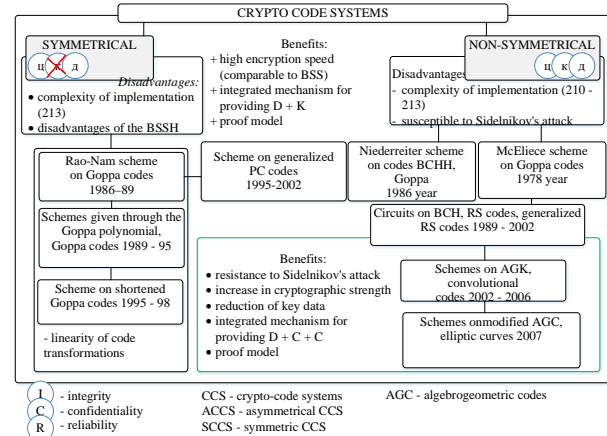 CRYPTO CODE SYSTEMS
SYMMETRICAL
ц к д
Disadvantages:
• complexity of implementation
(213)
• disadvantages of the BSSH
Benefits:
+ high encryption speed
(comparable to BSS)
+ integrated mechanism for
providing D + K
+ proof model
NON-SYMMETRICAL
ц к д
Disadvantages
- complexity of implementation (210 -
213)
- susceptible to Sidelnikov's attack
Rao-Nam scheme
on Goppa codes
1986–89
Schemes given through the
Goppa polynomial,
Goppa codes 1989 - 95
Scheme on shortened
Goppa codes 1995 - 98
- linearity of code
transformations
Scheme on generalized
PC codes
1995-2002
Niederreiter scheme
on codes BCHH,
Goppa
1986 year
McEliece scheme
on Goppa codes
1978 year
Circuits on BCH, RS codes, generalized
RS codes 1989 - 2002
Benefits:
• resistance to Sidelnikov's attack
• increase in cryptographic strength
• reduction of key data
• integrated mechanism for
providing D + C + C
• proof model
Schemes on AGK,
convolutional
codes 2002 - 2006
Schemes onmodified AGC,
elliptic curves 2007
I - integrity
C - confidentiality
R - reliability
CCS - crypto-code systems
ACCS - asymmetrical CCS
SCCS - symmetric CCS
AGC - algebrogeometric codes